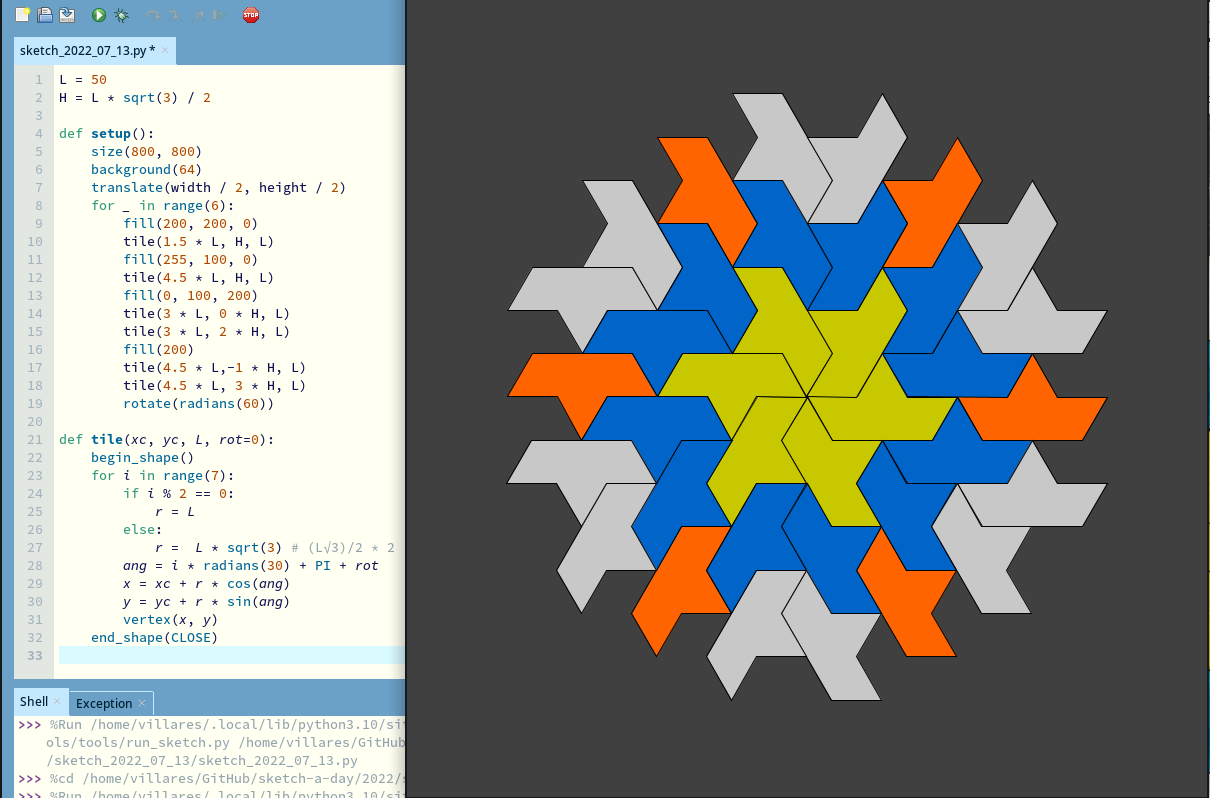 STOP
sketch_2022_07_13.py * ×
1 L = 50
2 H = L * sqrt(3) / 2
3
4 def setup():
5 size(800, 800)
6 background(64)
7 translate(width / 2, height / 2)
8 for _ in range(6):
9 fill(200, 200, 0)
10 tile(1.5 * L, H, L)
11 fill(255, 100, 0)
12 tile(4.5 * L, H, L)
13 fill(0, 100, 200)
14 tile(3 * L, 0 * H, L)
15 tile(3 * L, 2 * H, L)
16 fill(200)
17 tile(4.5 * L,-1 * H, L)
18 tile(4.5 * L, 3 * H, L)
19 rotate(radians(60))
20
21 def tile(xc, yc, L, rot=0):
22 begin_shape()
23 for i in range(7):
24 if i % 2 == 0:
25 r = L
26 else:
27 r =  L * sqrt(3) # (L√3)/2 * 2
28 ang = i * radians(30) + PI + rot
29 x = xc + r * cos(ang)
30 y = yc + r * sin(ang)
31 vertex(x, y)
32 end_shape(CLOSE)
33
Shell × Exception ×
>>> %Run /home/villares/.local/lib/python3.10/si
ols/tools/run_sketch.py /home/villares/GitHub
/sketch_2022_07_13/sketch_2022_07_13.py
>>> %cd /home/villares/GitHub/sketch-a-day/2022/
>>> %Run /home/villares/.local/lib/python3.10/si